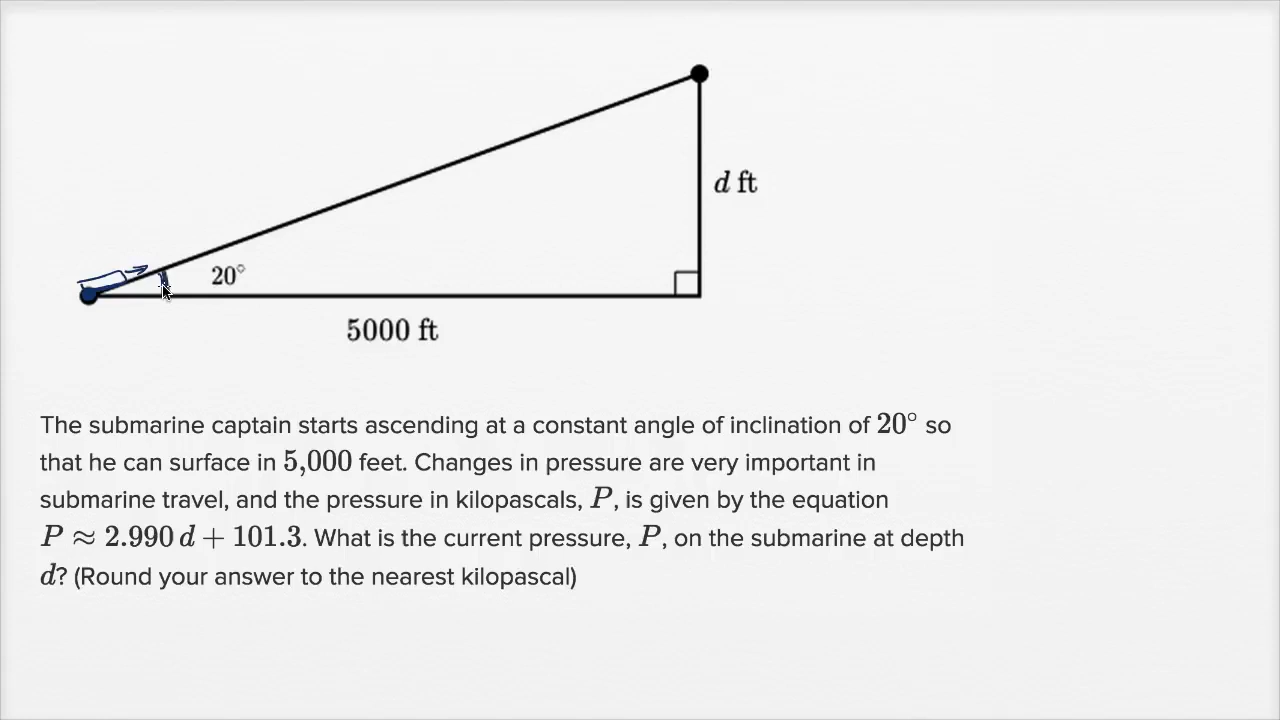 d ft
20°
5000 ft
The submarine captain starts ascending at a constant angle of inclination of 20° so
that he can surface in 5,000 feet. Changes in pressure are very important in
submarine travel, and the pressure in kilopascals, P, is given by the equation
P ≈ 2.990 d + 101.3. What is the current pressure, P, on the submarine at depth
d? (Round your answer to the nearest kilopascal)